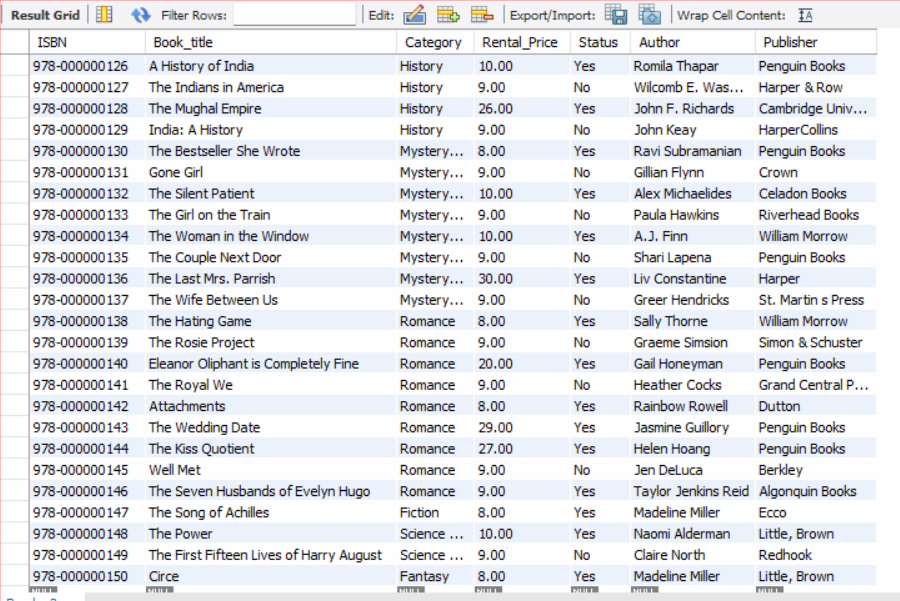 Result Grid Filter Rows: Edit: Export/Import: Wrap Cell Content: IA
ISBN Book_title Category Rental_Price Status Author Publisher
978-000000126 A History of India History 10.00 Yes Romila Thapar Penguin Books
978-000000127 The Indians in America History 9.00 No Wilcomb E. Was... Harper & Row
978-000000128 The Mughal Empire History 26.00 Yes John F. Richards Cambridge Univ...
978-000000129 India: A History History 9.00 No John Keay HarperCollins
978-000000130 The Bestseller She Wrote Mystery... 8.00 Yes Ravi Subramanian Penguin Books
978-000000131 Gone Girl Mystery... 9.00 No Gillian Flynn Crown
978-000000132 The Silent Patient Mystery... 10.00 Yes Alex Michaelides Celadon Books
978-000000133 The Girl on the Train Mystery... 9.00 No Paula Hawkins Riverhead Books
978-000000134 The Woman in the Window Mystery... 10.00 Yes A.J. Finn William Morrow
978-000000135 The Couple Next Door Mystery... 9.00 No Shari Lapena Penguin Books
978-000000136 The Last Mrs. Parrish Mystery... 30.00 Yes Liv Constantine Harper
978-000000137 The Wife Between Us Mystery... 9.00 No Greer Hendricks St. Martin s Press
978-000000138 The Hating Game Romance 8.00 Yes Sally Thorne William Morrow
978-000000139 The Rosie Project Romance 9.00 No Graeme Simsion Simon & Schuster
978-000000140 Eleanor Oliphant is Completely Fine Romance 20.00 Yes Gail Honeyman Penguin Books
978-000000141 The Royal We Romance 9.00 No Heather Cocks Grand Central P...
978-000000142 Attachments Romance 8.00 Yes Rainbow Rowell Dutton
978-000000143 The Wedding Date Romance 29.00 Yes Jasmine Guillory Penguin Books
978-000000144 The Kiss Quotient Romance 27.00 Yes Helen Hoang Penguin Books
978-000000145 Well Met Romance 9.00 No Jen DeLuca Berkley
978-000000146 The Seven Husbands of Evelyn Hugo Romance 9.00 Yes Taylor Jenkins Reid Algonquin Books
978-000000147 The Song of Achilles Fiction 8.00 Yes Madeline Miller Ecco
978-000000148 The Power Science ... 10.00 Yes Naomi Alderman Little, Brown
978-000000149 The First Fifteen Lives of Harry August Science ... 9.00 No Claire North Redhook
978-000000150 Circe Fantasy 8.00 Yes Madeline Miller Little, Brown
NULL NULL NULL NULL NULL NULL NULL